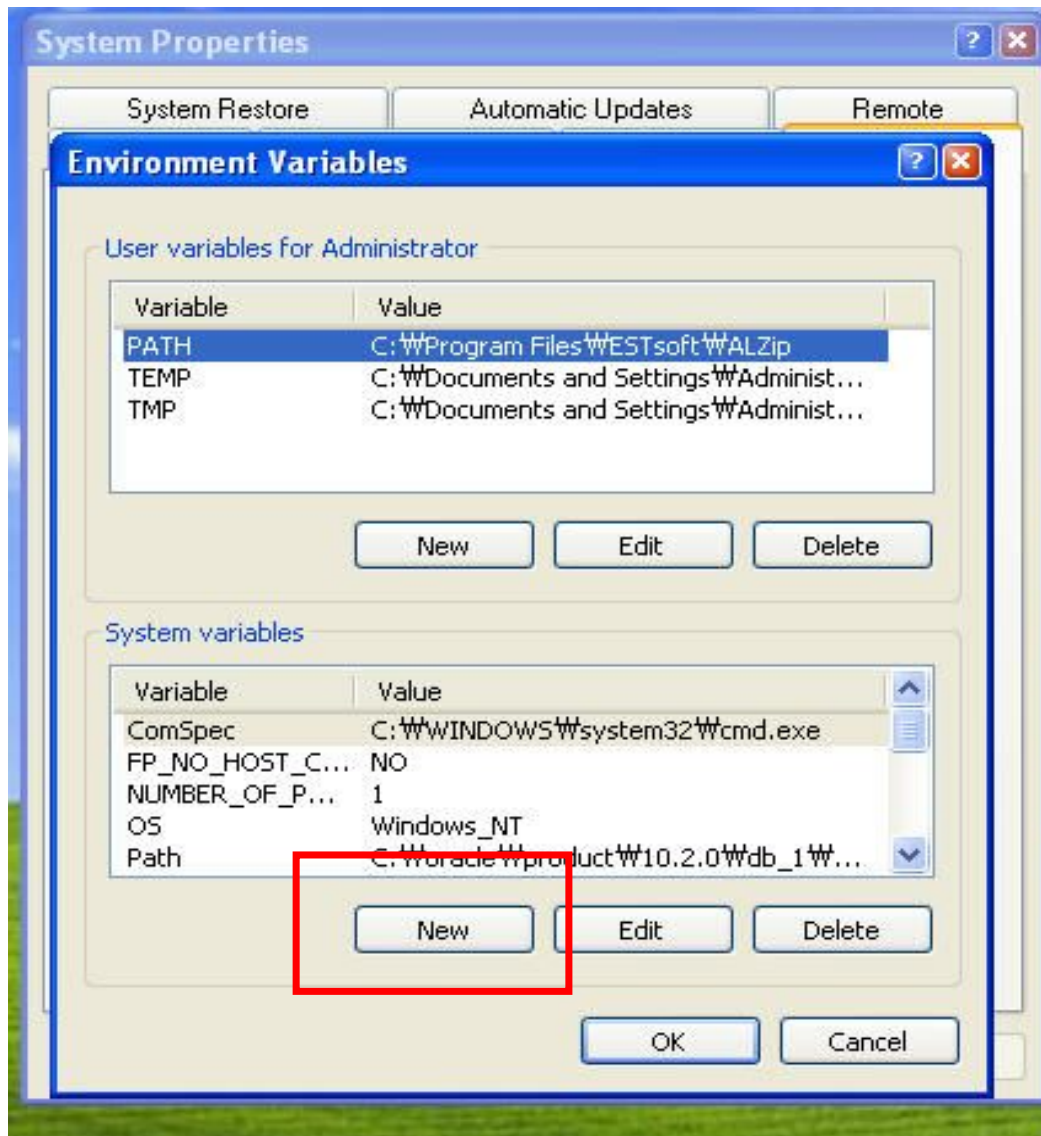 System Properties
System Restore Automatic Updates Remote
Environment Variables
User variables for Administrator
Variable Value
PATH C:₩Program Files₩ESTsoft₩ALZip
TEMP C:₩Documents and Settings₩Administ...
TMP C:₩Documents and Settings₩Administ...
New Edit Delete
System variables
Variable Value
ComSpec C:₩WINDOWS₩system32₩cmd.exe
FP_NO_HOST_C... NO
NUMBER_OF_P... 1
OS Windows_NT
Path C:₩oracle₩product₩10.2.0₩db_1₩...
New Edit Delete
OK Cancel